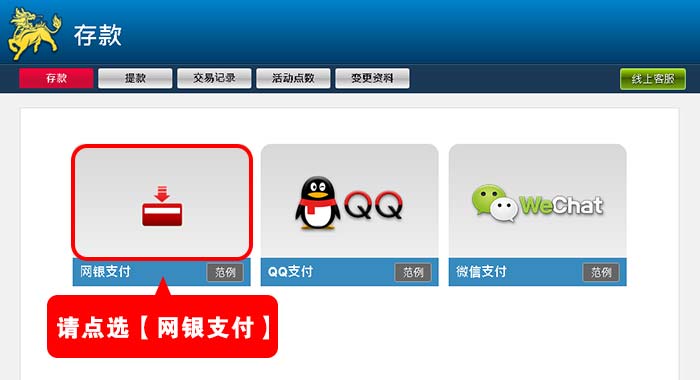 存款
存款 提款 交易记录 活动点数 变更资料 线上客服
QQ WeChat
网银支付 范例 QQ支付 范例 微信支付 范例
请点选【网银支付】